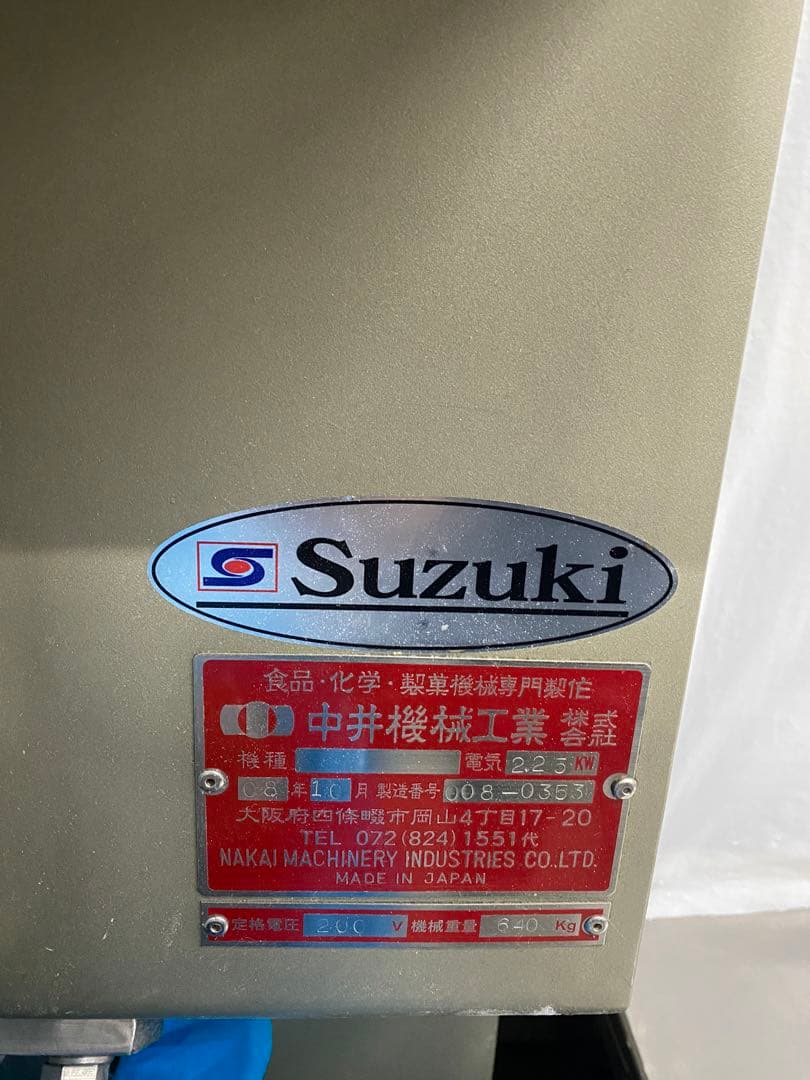 Suzuki
食品・化学・製菓機械専門製作
中井機械工業株式会社
機種 電気 2.25 KW
08年10月 製造番号 008-0353
大阪府四條畷市岡山4丁目17-20
TEL 072(824)1551代
NAKAI MACHINERY INDUSTRIES CO.,LTD.
MADE IN JAPAN
定格電圧 200 V 機械重量 640 Kg